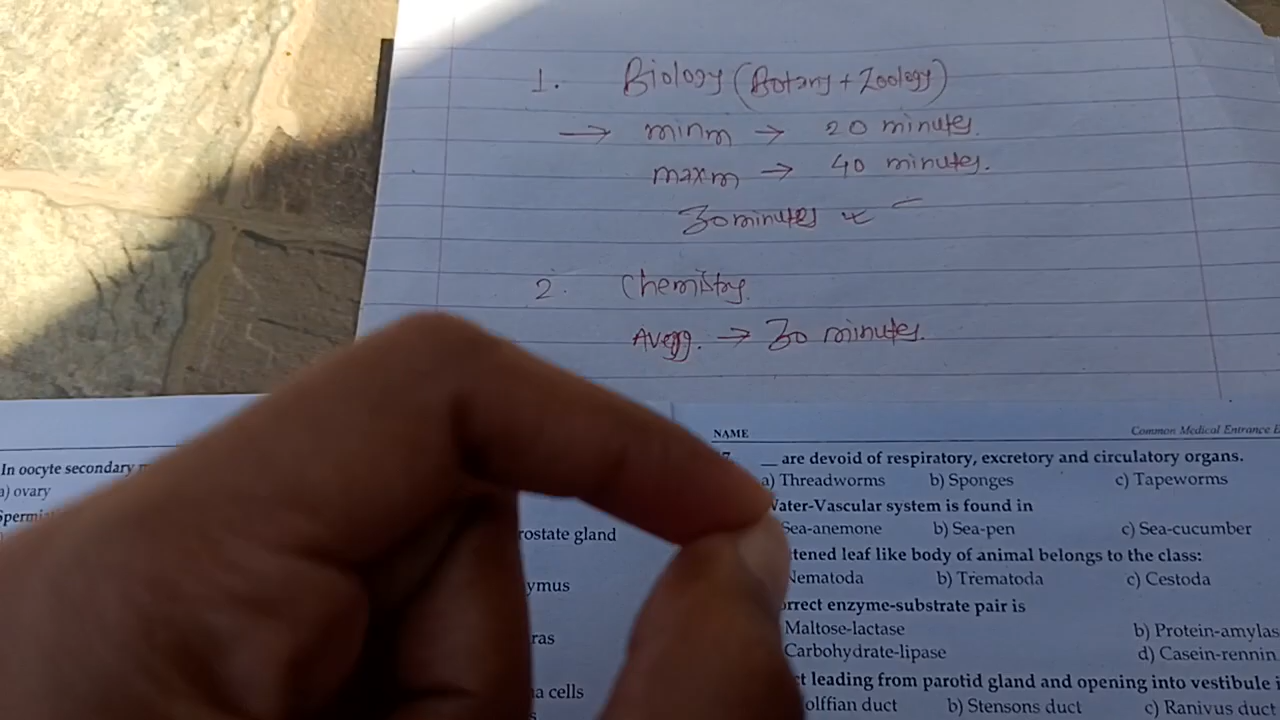 1. Biology (Botany + Zoology)
→ minm → 20 minutes.
maxm → 40 minutes.
30 minutes
2. Chemistry.
Avegg. → 30 minutes.
In oocyte secondary
a) ovary
rostate gland
ymus
ras
a cells
NAME Common Medical Entrance E
__ are devoid of respiratory, excretory and circulatory organs.
a) Threadworms b) Sponges c) Tapeworms
Water-Vascular system is found in
Sea-anemone b) Sea-pen c) Sea-cucumber
tened leaf like body of animal belongs to the class:
Nematoda b) Trematoda c) Cestoda
orrect enzyme-substrate pair is
Maltose-lactase b) Protein-amylas
Carbohydrate-lipase d) Casein-rennin
t leading from parotid gland and opening into vestibule i
olffian duct b) Stensons duct c) Ranivus duct